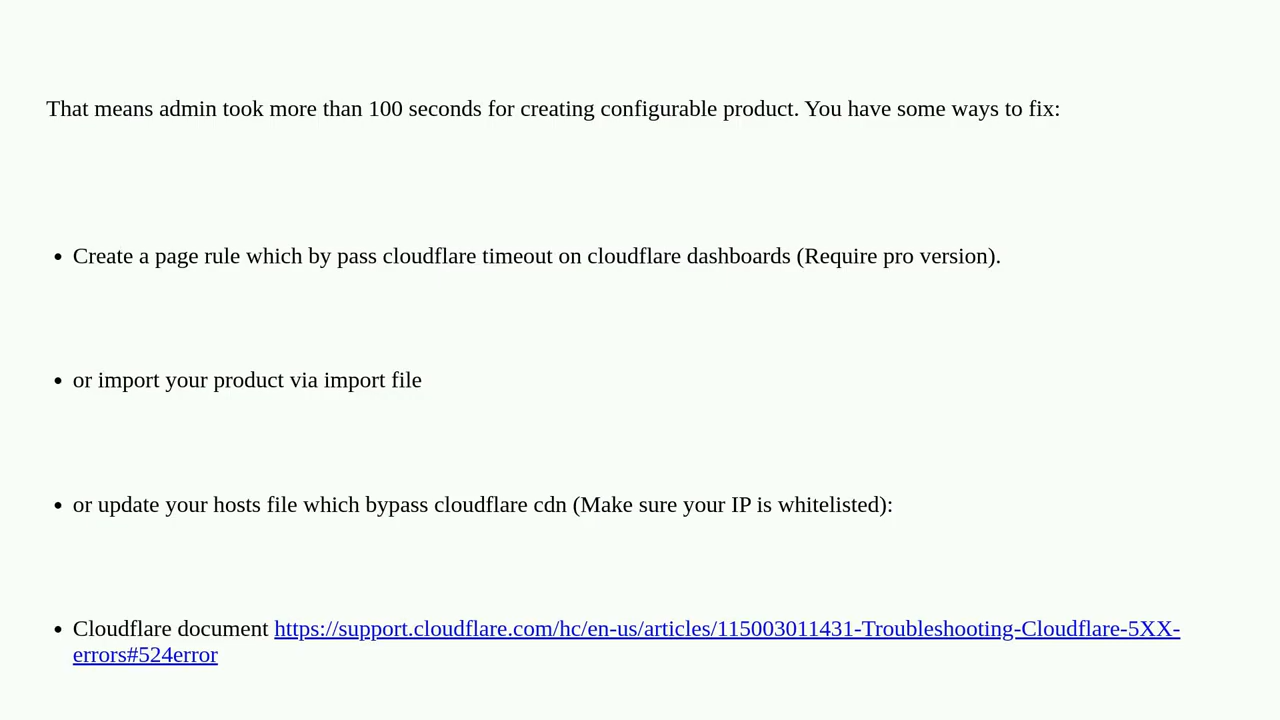 That means admin took more than 100 seconds for creating configurable product. You have some ways to fix:
• Create a page rule which by pass cloudflare timeout on cloudflare dashboards (Require pro version).
• or import your product via import file
• or update your hosts file which bypass cloudflare cdn (Make sure your IP is whitelisted):
• Cloudflare document https://support.cloudflare.com/hc/en-us/articles/115003011431-Troubleshooting-Cloudflare-5XX-
errors#524error